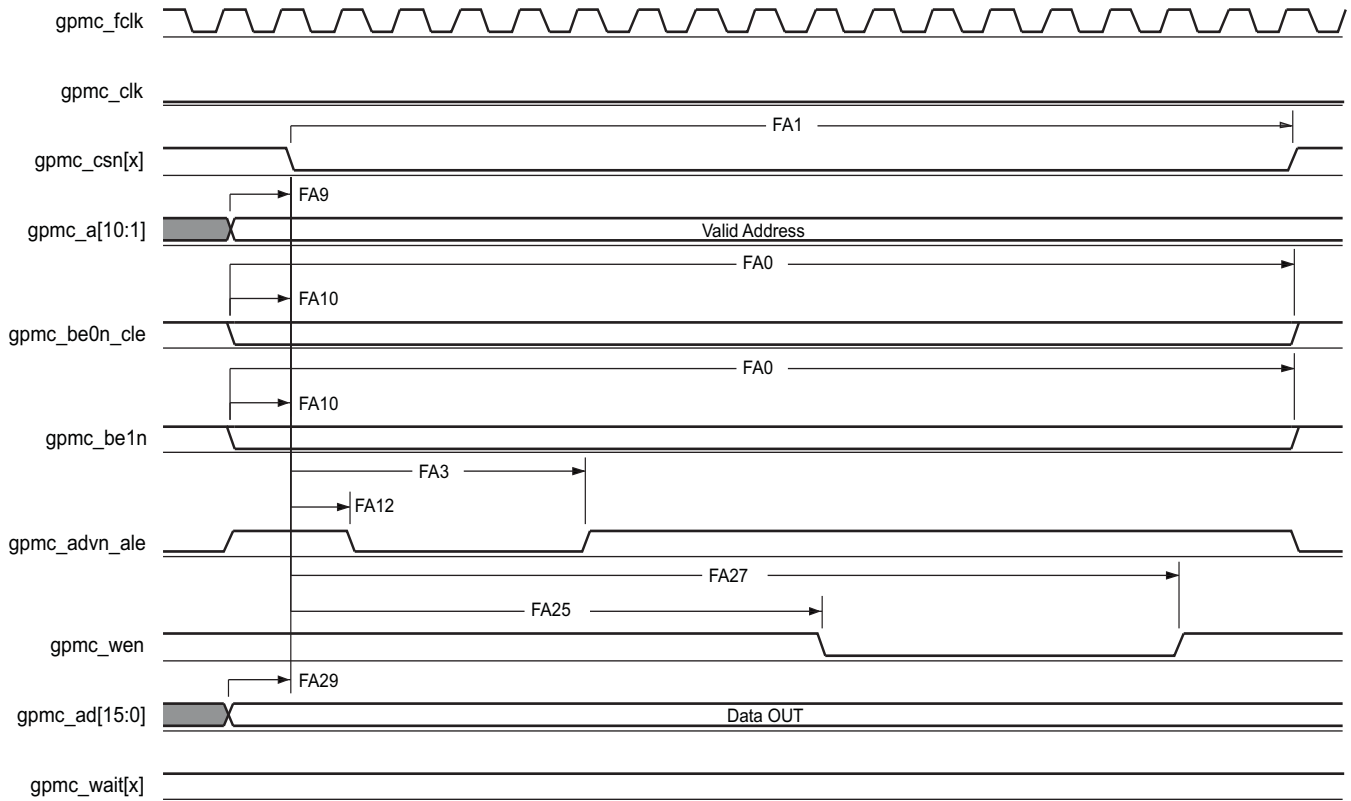 gpmc_fclk
gpmc_clk
FA1
gpmc_csn[x]
FA9
gpmc_a[10:1]
Valid Address
FA0
FA10
gpmc_be0n_cle
FA0
FA10
gpmc_be1n
FA3
FA12
gpmc_advn_ale
FA27
FA25
gpmc_wen
FA29
gpmc_ad[15:0]
Data OUT
gpmc_wait[x]